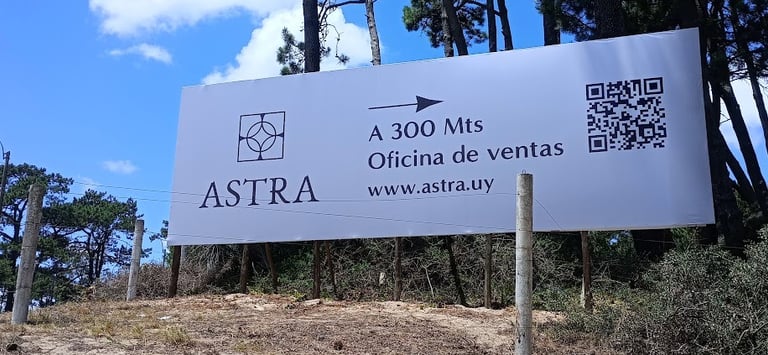 ASTRA
A 300 Mts
Oficina de ventas
www.astra.uy